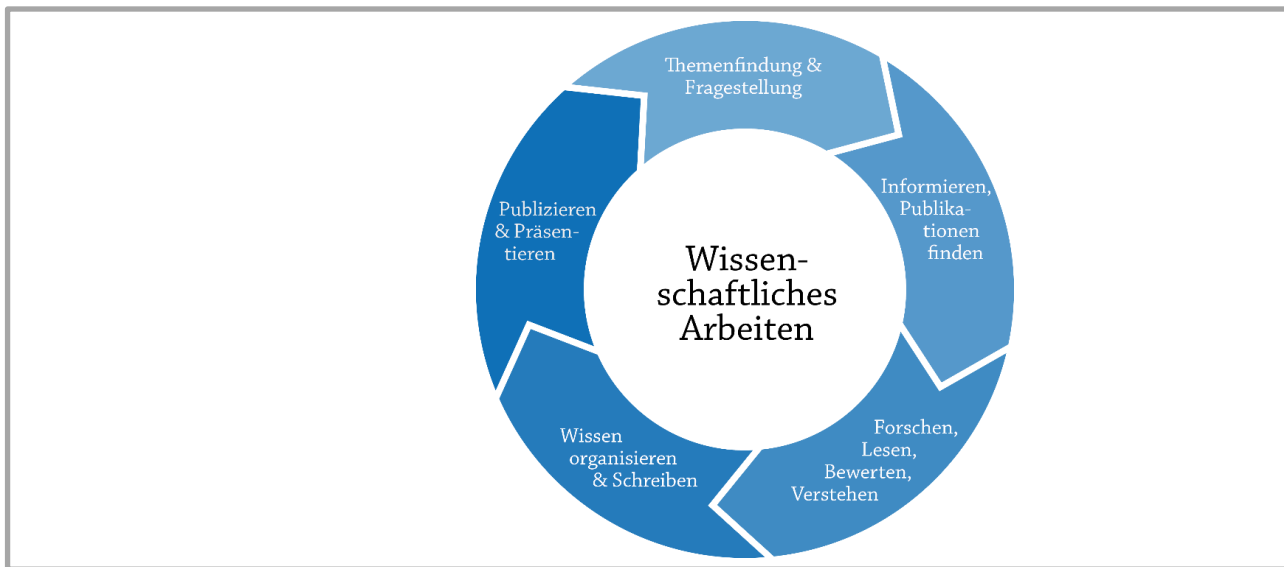 Themenfindung &
Fragestellung
Informieren,
Publika-
tionen
finden
Forschen,
Lesen,
Bewerten,
Verstehen
Wissen
organisieren
& Schreiben
Publizieren
& Präsen-
tieren
Wissen-
schaftliches
Arbeiten